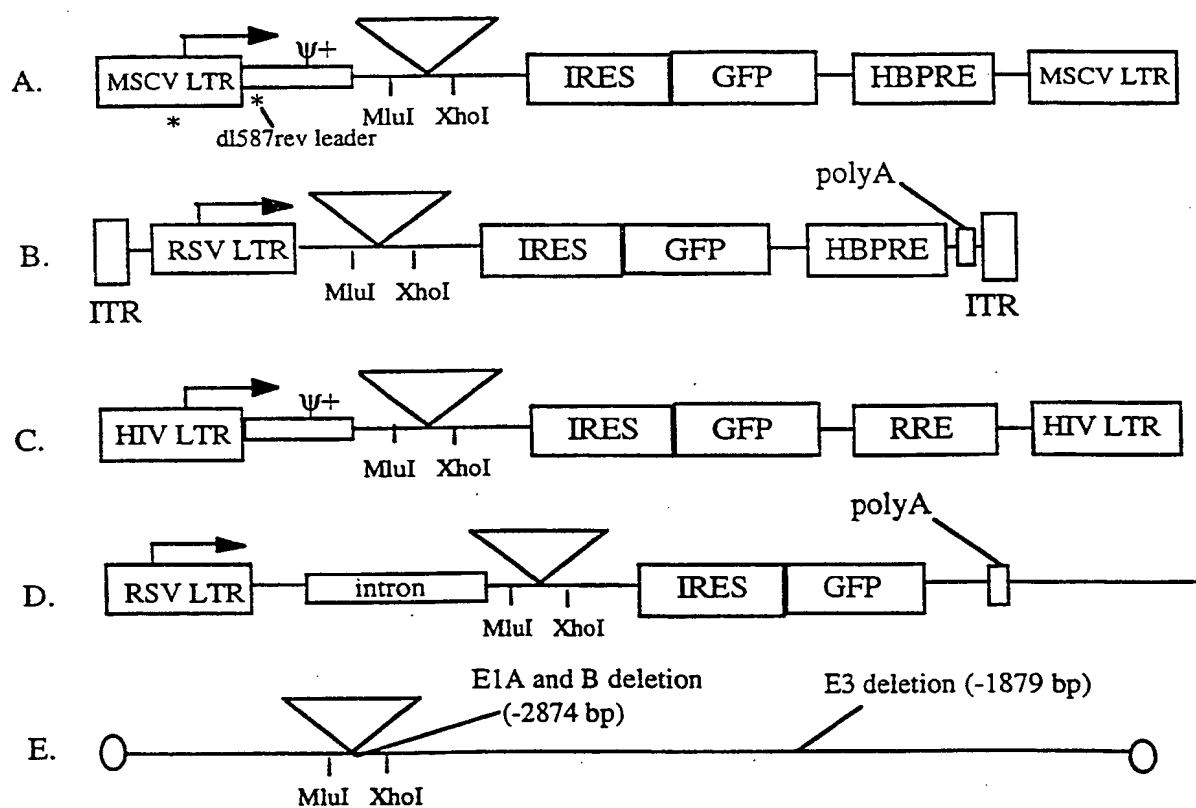 A.
MSCV LTR
ψ+
*
*
dl587rev leader
MluI
XhoI
IRES
GFP
HBPRE
MSCV LTR
B.
ITR
RSV LTR
MluI
XhoI
IRES
GFP
HBPRE
polyA
ITR
C.
HIV LTR
ψ+
MluI
XhoI
IRES
GFP
RRE
HIV LTR
D.
RSV LTR
intron
MluI
XhoI
IRES
GFP
polyA
E.
MluI
XhoI
E1A and B deletion
(-2874 bp)
E3 deletion (-1879 bp)